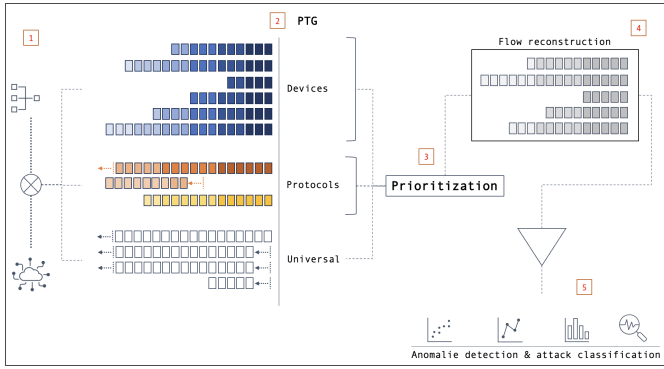 1
2
PTG
4
Flow reconstruction
Devices
3
Protocols
Prioritization
Universal
5
Anomalie detection & attack classification